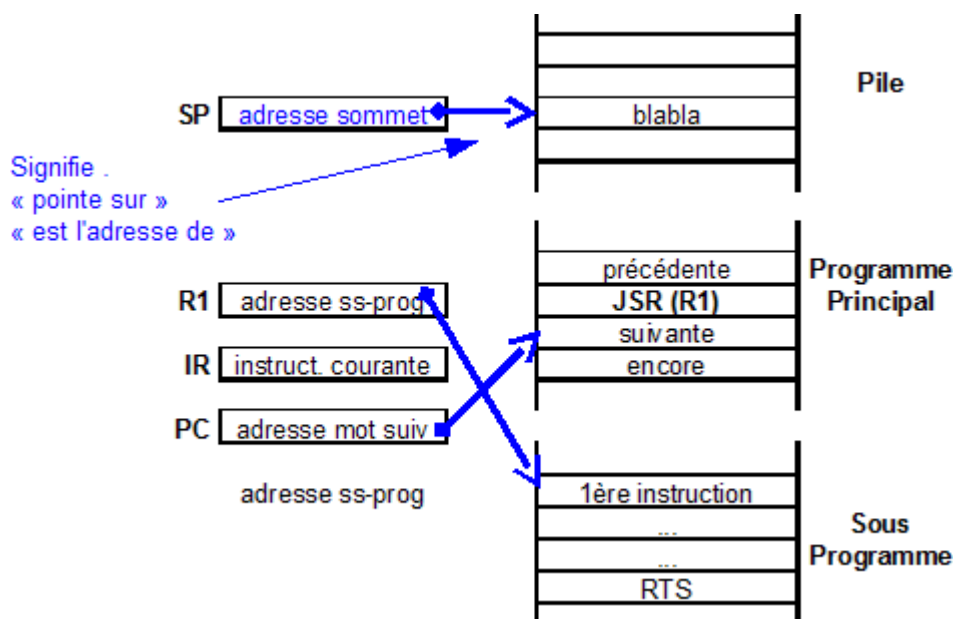 Pile
SP adresse sommet blabla
Signifie .
« pointe sur »
« est l'adresse de »
précédente Programme
R1 adresse ss-prog JSR (R1) Principal
suivante
IR instruct. courante encore
PC adresse mot suiv
adresse ss-prog 1ère instruction
... Sous
... Programme
RTS